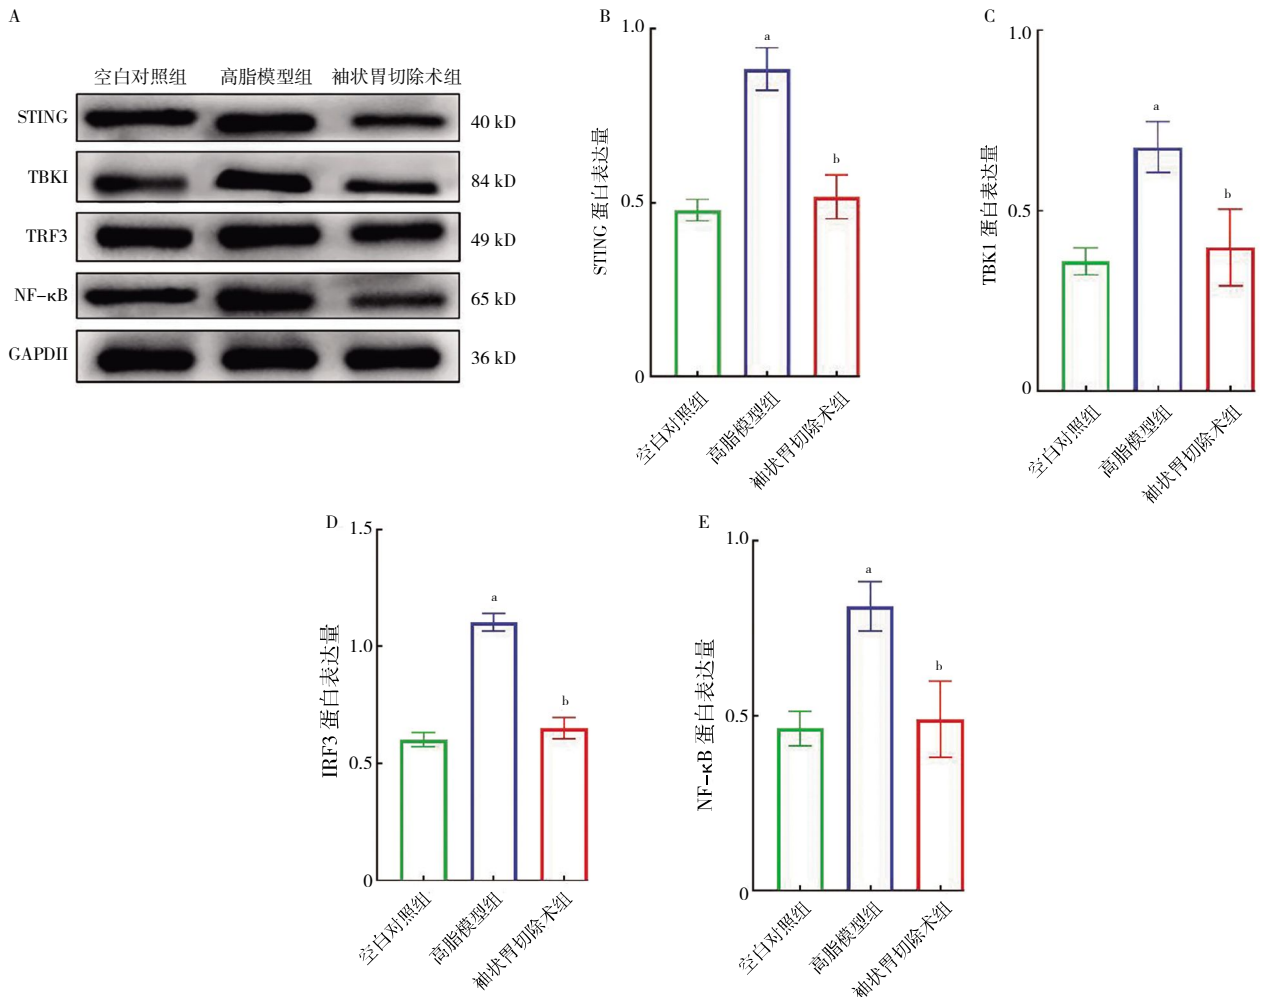 A
空白对照组 高脂模型组 袖状胃切除术组
STING 40 kD
TBKI 84 kD
TRF3 49 kD
NF-κB 65 kD
GAPDII 36 kD
B
1.0
0.5
0
STING 蛋白表达量
a
b
空白对照组
高脂模型组
袖状胃切除术组
C
1.0
0.5
0
TBK1 蛋白表达量
a
b
空白对照组
高脂模型组
袖状胃切除术组
D
1.5
1.0
0.5
0
IRF3 蛋白表达量
a
b
空白对照组
高脂模型组
袖状胃切除术组
E
1.0
0.5
0
NF-κB 蛋白表达量
a
b
空白对照组
高脂模型组
袖状胃切除术组